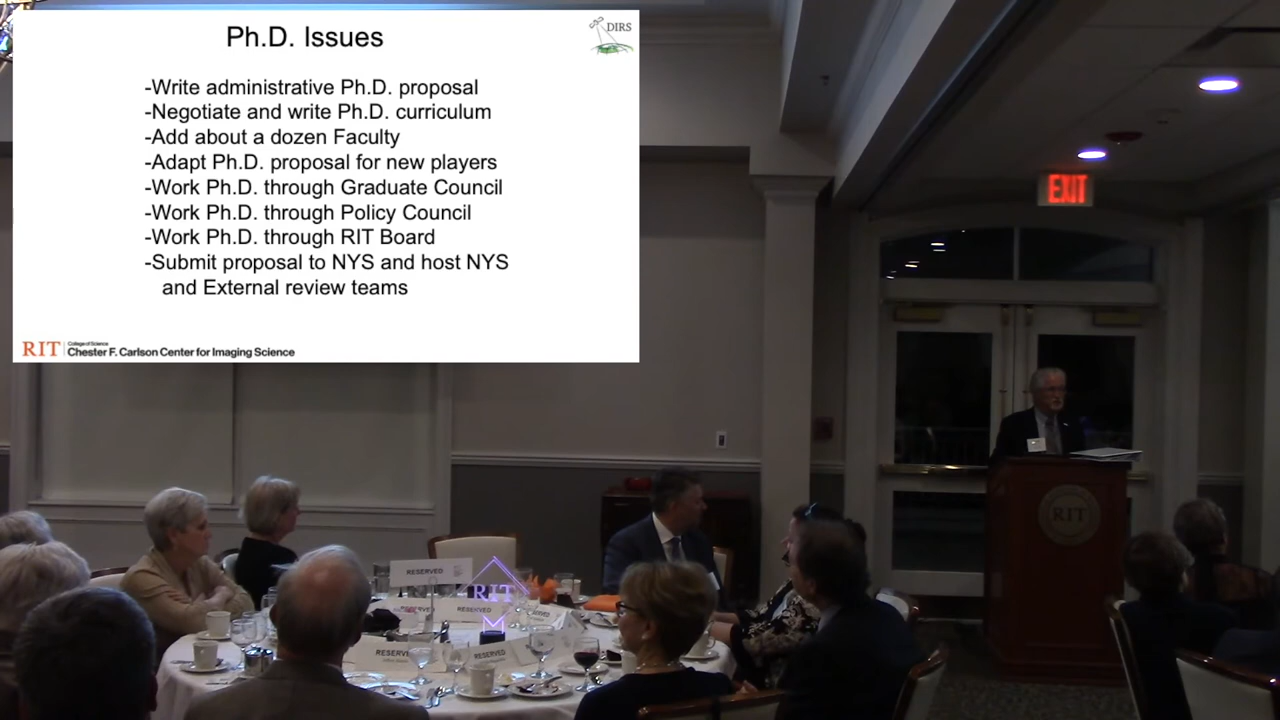 Ph.D. Issues
DIRS
-Write administrative Ph.D. proposal
-Negotiate and write Ph.D. curriculum
-Add about a dozen Faculty
-Adapt Ph.D. proposal for new players
-Work Ph.D. through Graduate Council
-Work Ph.D. through Policy Council
-Work Ph.D. through RIT Board
-Submit proposal to NYS and host NYS
and External review teams
RIT
College of Science
Chester F. Carlson Center for Imaging Science
EXIT
RIT
RESERVED
RIT
RESERVED
RESERVED
RESERVED